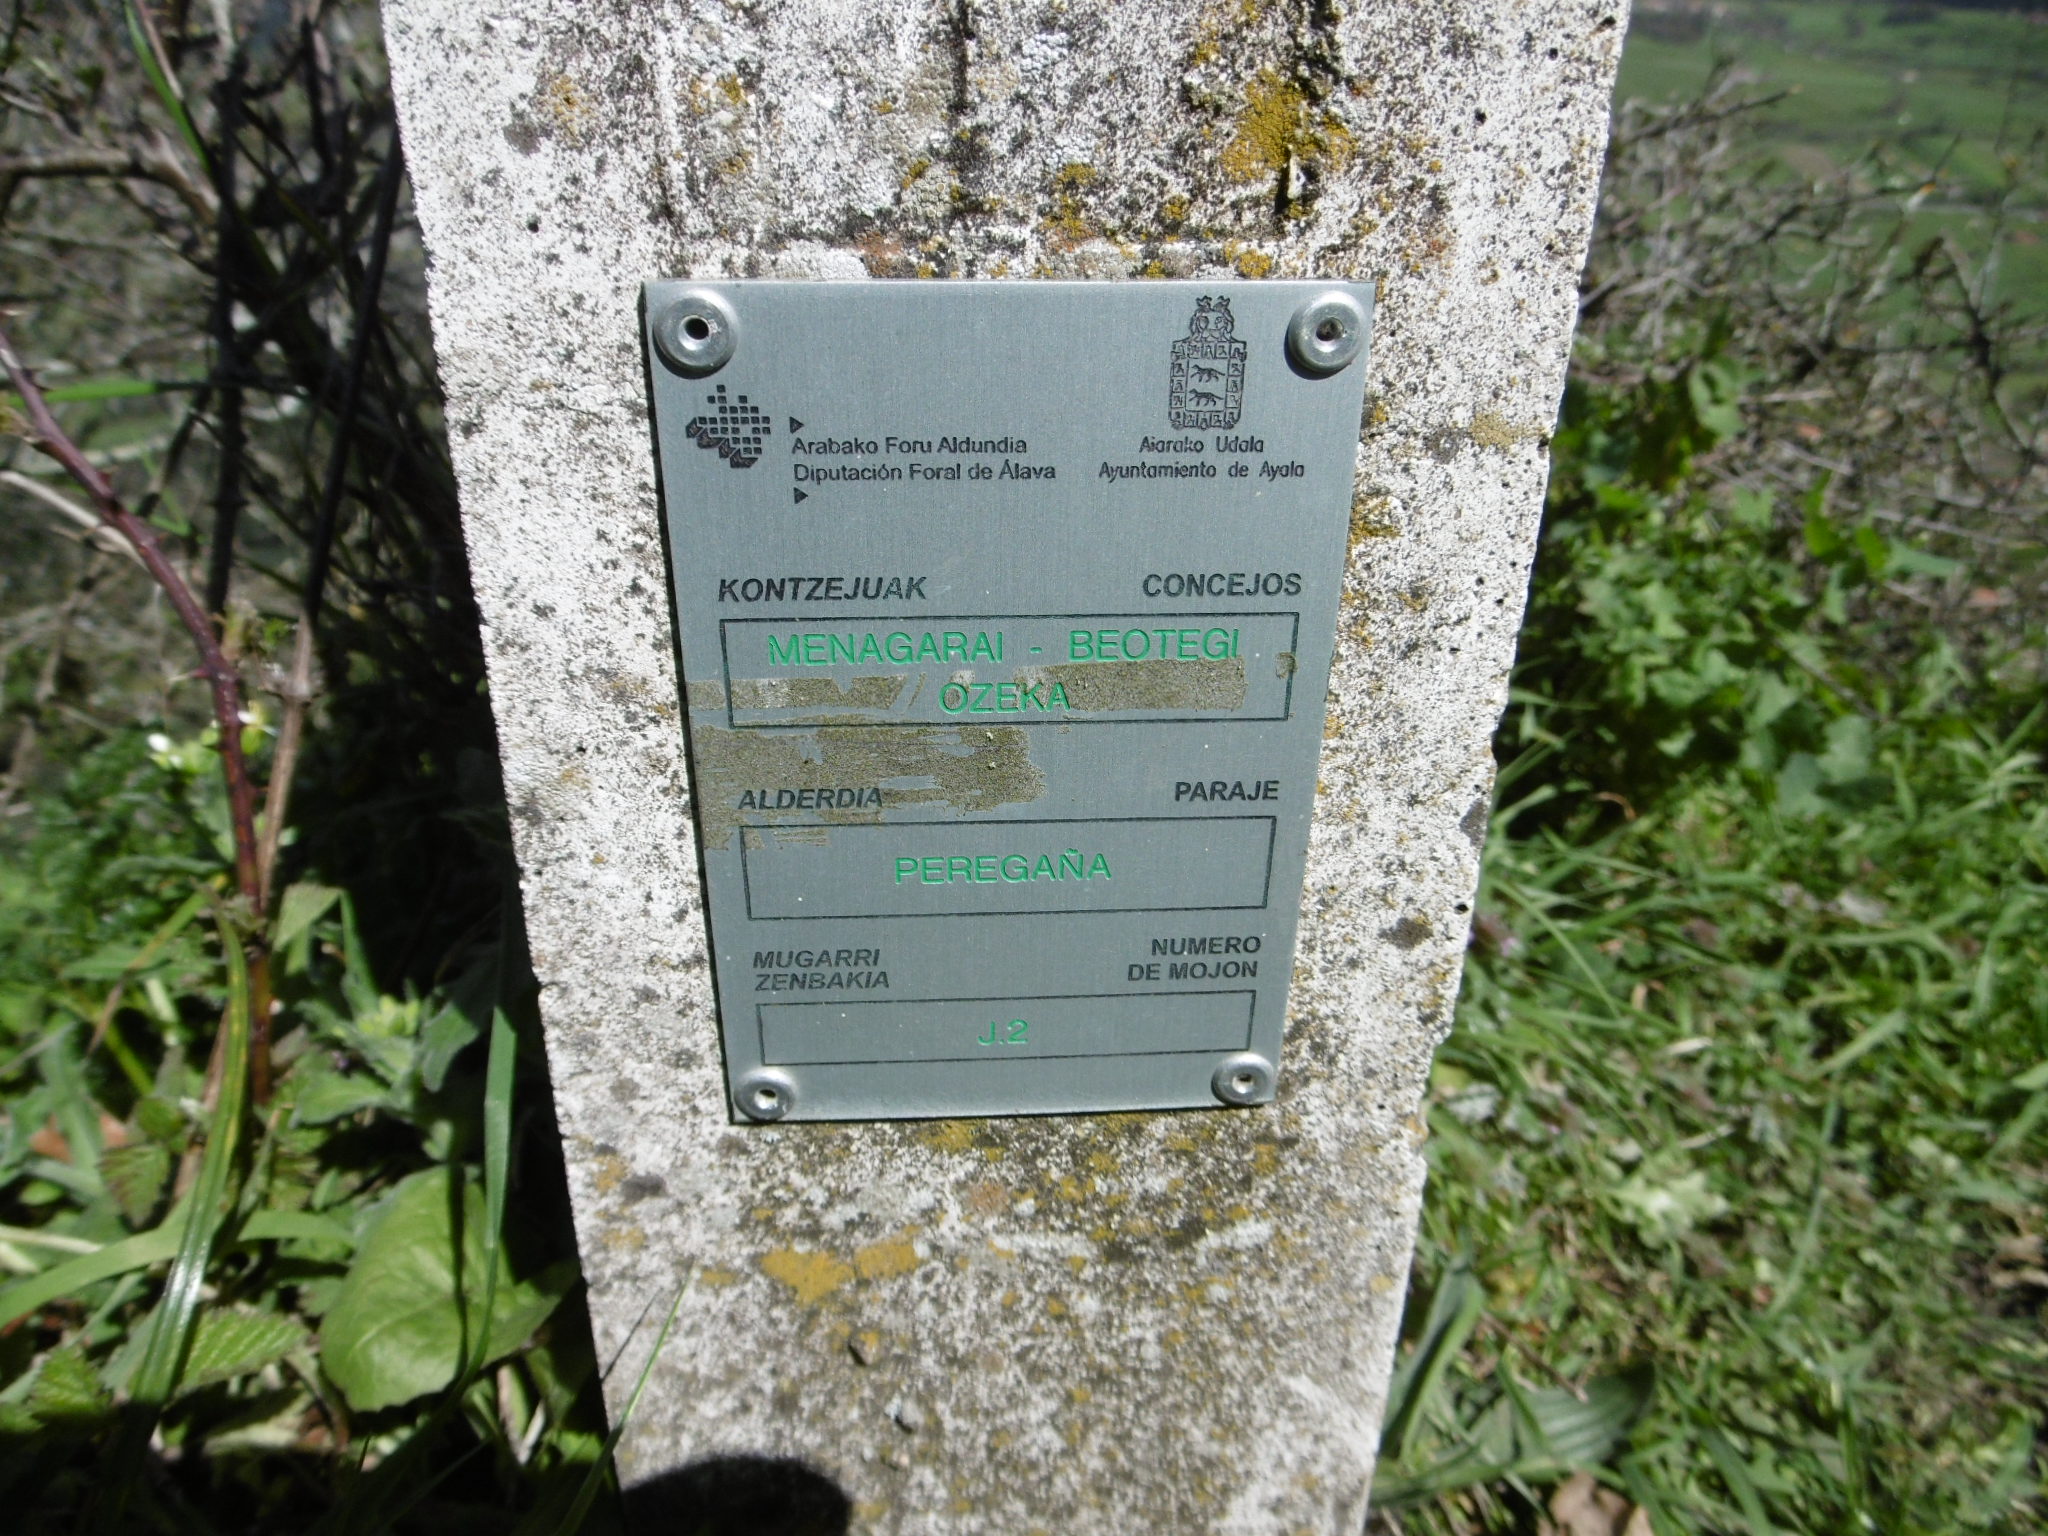 Arabako Foru Aldundia
Diputación Foral de Álava
Aiarako Udala
Ayuntamiento de Ayala
KONTZEJUAK CONCEJOS
MENAGARAI - BEOTEGI
OZEKA
ALDERDIA PARAJE
PEREGAÑA
MUGARRI
ZENBAKIA
NUMERO
DE MOJON
J.2